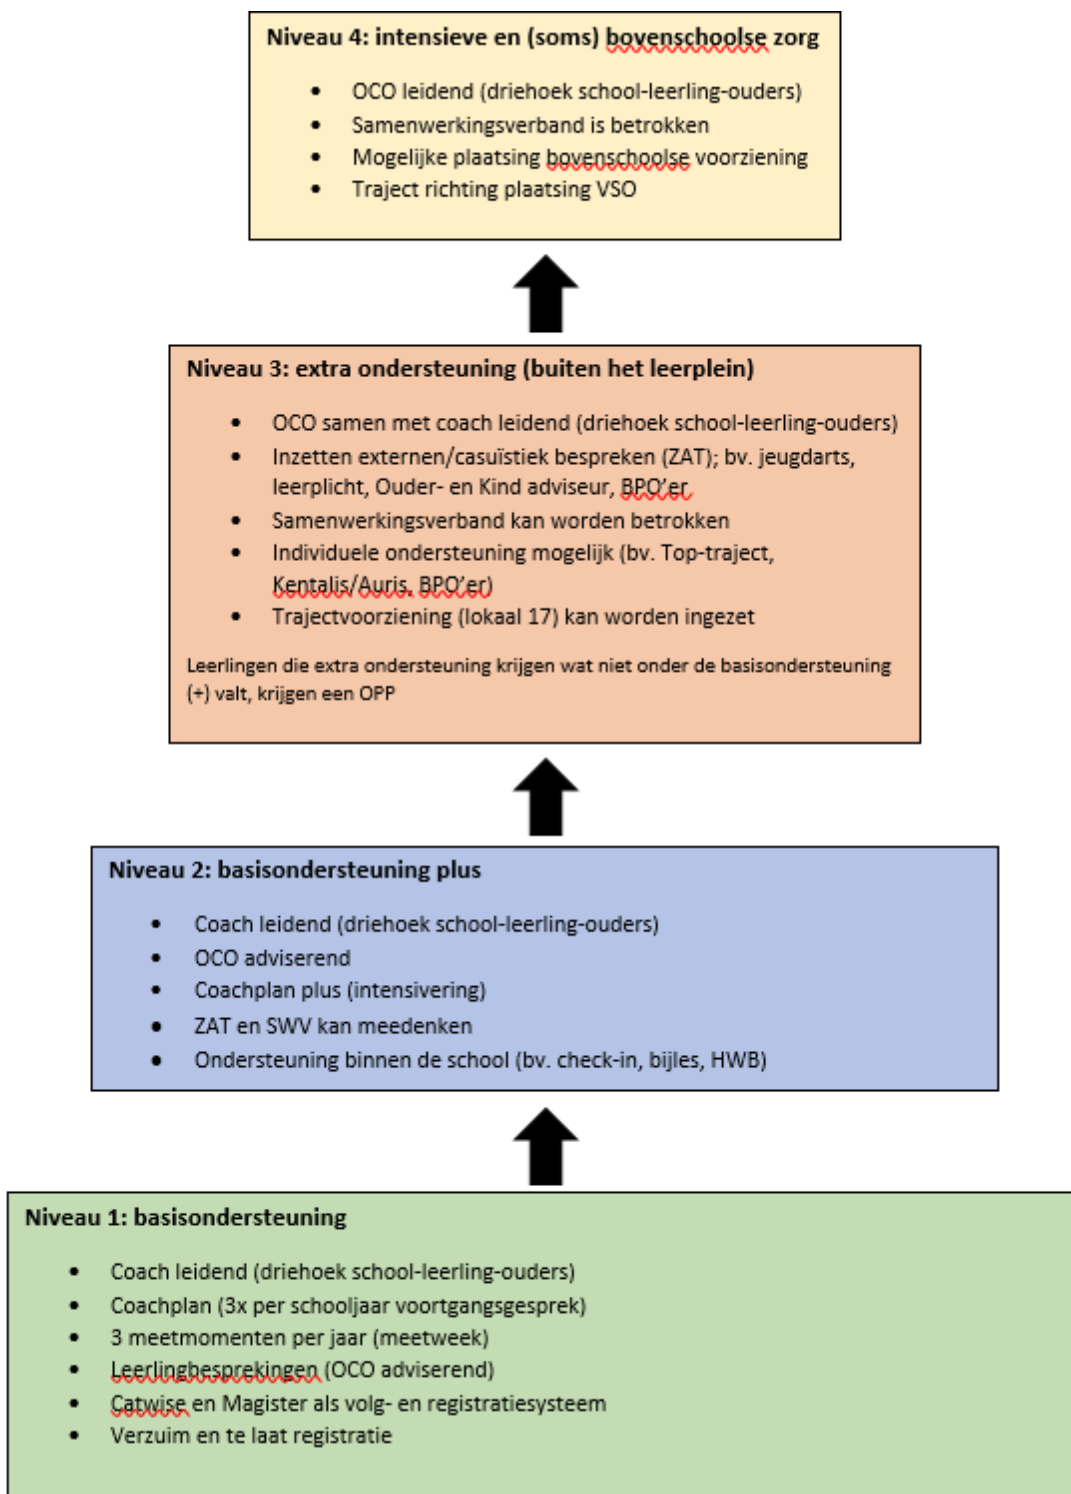 Niveau 4: intensieve en (soms) bovenschoolse zorg
• OCO leidend (driehoek school-leerling-ouders)
• Samenwerkingsverband is betrokken
• Mogelijke plaatsing bovenschoolse voorziening
• Traject richting plaatsing VSO
Niveau 3: extra ondersteuning (buiten het leerplein)
• OCO samen met coach leidend (driehoek school-leerling-ouders)
• Inzetten externen/casuïstiek bespreken (ZAT); bv. jeugdarts,
leerplicht, Ouder- en Kind adviseur, BPO'er
• Samenwerkingsverband kan worden betrokken
• Individuele ondersteuning mogelijk (bv. Top-traject,
Kentalis/Auris, BPO'er)
• Trajectvoorziening (lokaal 17) kan worden ingezet
Leerlingen die extra ondersteuning krijgen wat niet onder de basisondersteuning
(+) valt, krijgen een OPP
Niveau 2: basisondersteuning plus
• Coach leidend (driehoek school-leerling-ouders)
• OCO adviserend
• Coachplan plus (intensivering)
• ZAT en SWV kan meedenken
• Ondersteuning binnen de school (bv. check-in, bijles, HWB)
Niveau 1: basisondersteuning
• Coach leidend (driehoek school-leerling-ouders)
• Coachplan (3x per schooljaar voortgangsgesprek)
• 3 meetmomenten per jaar (meetweek)
• Leerlingbesprekingen (OCO adviserend)
• Catwise en Magister als volg- en registratiesysteem
• Verzuim en te laat registratie